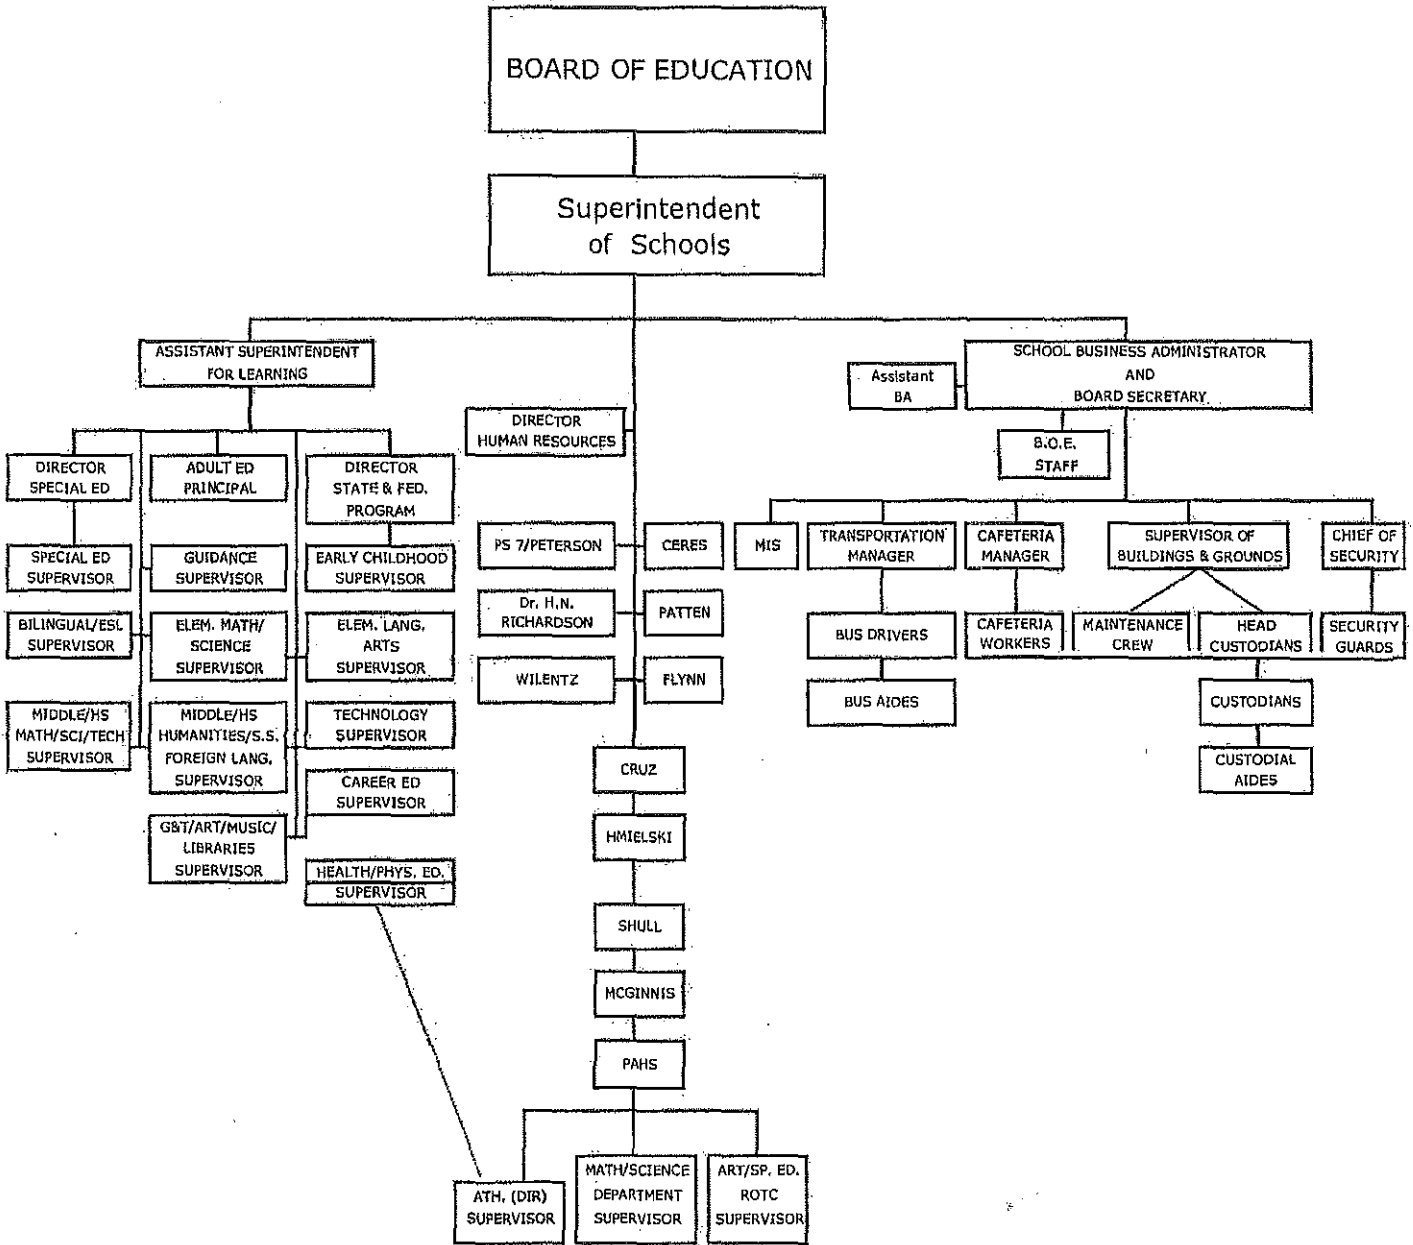 BOARD OF EDUCATION
Superintendent
of Schools
ASSISTANT SUPERINTENDENT
FOR LEARNING
SCHOOL BUSINESS ADMINISTRATOR
AND
BOARD SECRETARY
Assistant
BA
DIRECTOR
HUMAN RESOURCES
B.O.E.
STAFF
DIRECTOR
SPECIAL ED
ADULT ED
PRINCIPAL
DIRECTOR
STATE & FED.
PROGRAM
SPECIAL ED
SUPERVISOR
GUIDANCE
SUPERVISOR
EARLY CHILDHOOD
SUPERVISOR
BILINGUAL/ESL
SUPERVISOR
ELEM. MATH/
SCIENCE
SUPERVISOR
ELEM. LANG.
ARTS
SUPERVISOR
MIDDLE/HS
MATH/SCI/TECH
SUPERVISOR
MIDDLE/HS
HUMANITIES/S.S.
FOREIGN LANG.
SUPERVISOR
TECHNOLOGY
SUPERVISOR
CAREER ED
SUPERVISOR
G&T/ART/MUSIC/
LIBRARIES
SUPERVISOR
HEALTH/PHYS. ED.
SUPERVISOR
PS 7/PETERSON
CERES
Dr. H.N.
RICHARDSON
PATTEN
WILENTZ
FLYNN
CRUZ
HMIELSKI
SHULL
MCGINNIS
PAHS
ATH. (DIR)
SUPERVISOR
MATH/SCIENCE
DEPARTMENT
SUPERVISOR
ART/SP. ED.
ROTC
SUPERVISOR
MIS
TRANSPORTATION
MANAGER
CAFETERIA
MANAGER
SUPERVISOR OF
BUILDINGS & GROUNDS
CHIEF OF
SECURITY
BUS DRIVERS
CAFETERIA
WORKERS
MAINTENANCE
CREW
HEAD
CUSTODIANS
SECURITY
GUARDS
BUS AIDES
CUSTODIANS
CUSTODIAL
AIDES